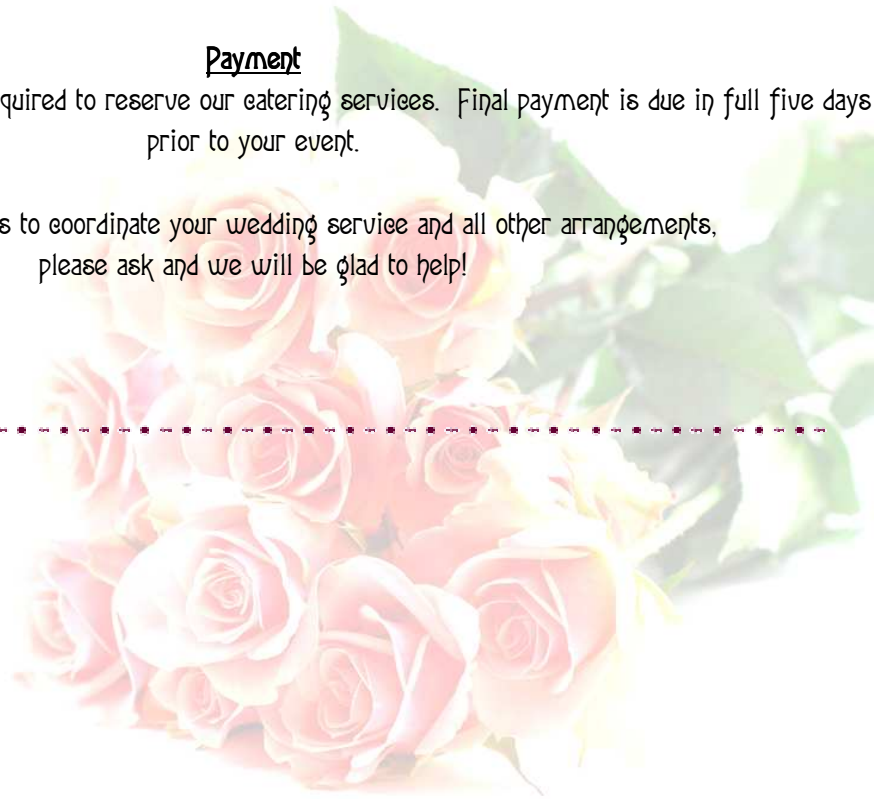 Payment
quired to reserve our catering services. Final payment is due in full five days
prior to your event.
s to coordinate your wedding service and all other arrangements,
please ask and we will be glad to help!